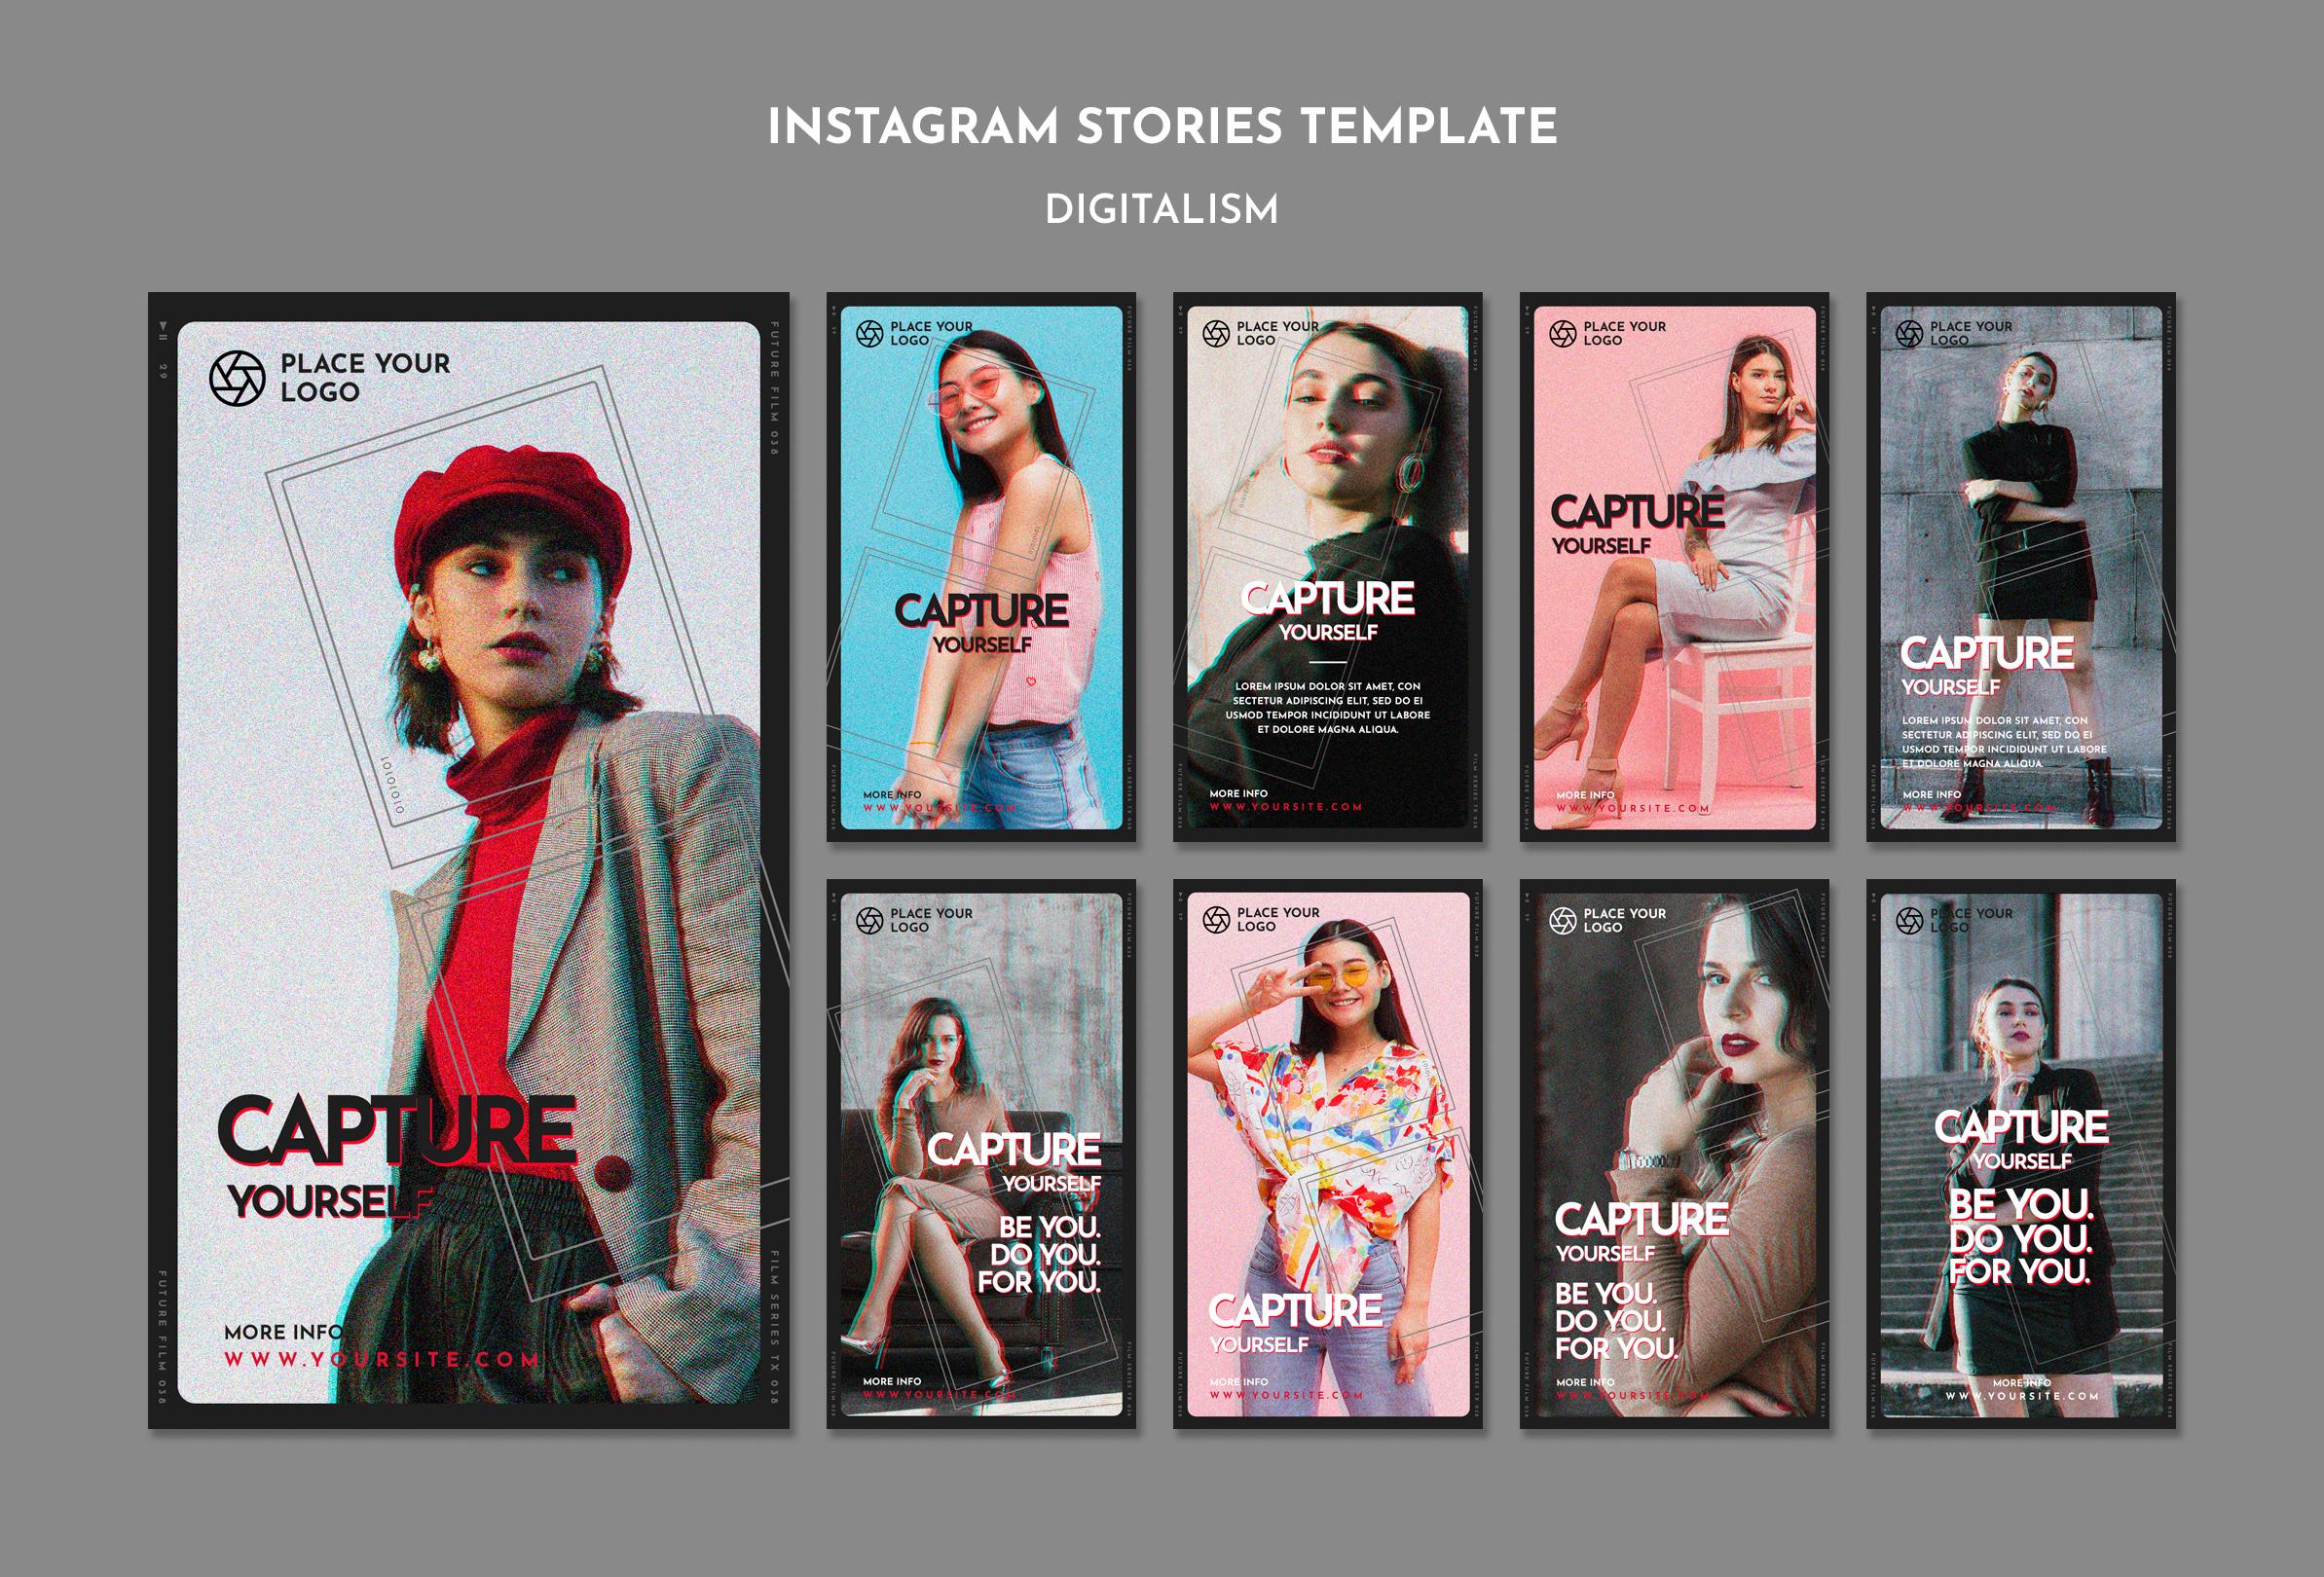 INSTAGRAM STORIES TEMPLATE
DIGITALISM
29
FUTURE FILM 038
PLACE YOUR
LOGO
0101010
CAPTURE
YOURSELF
MORE INFO
WWW.YOURSITE.COM
FUTURE FILM 038
FILM SERIES TX 038
PLACE YOUR
LOGO
CAPTURE
YOURSELF
MORE INFO
WWW.YOURSITE.COM
PLACE YOUR
LOGO
CAPTURE
YOURSELF
LOREM IPSUM DOLOR SIT AMET, CON
SECTETUR ADIPISCING ELIT, SED DO EI
USMOD TEMPOR INCIDIDUNT UT LABORE
ET DOLORE MAGNA ALIQUA.
MORE INFO
WWW.YOURSITE.COM
PLACE YOUR
LOGO
CAPTURE
YOURSELF
MORE INFO
WWW.YOURSITE.COM
PLACE YOUR
LOGO
CAPTURE
YOURSELF
LOREM IPSUM DOLOR SIT AMET, CON
SECTETUR ADIPISCING ELIT, SED DO EI
USMOD TEMPOR INCIDIDUNT UT LABORE
ET DOLORE MAGNA ALIQUA.
MORE INFO
WWW.YOURSITE.COM
PLACE YOUR
LOGO
CAPTURE
YOURSELF
BE YOU.
DO YOU.
FOR YOU.
MORE INFO
WWW.YOURSITE.COM
PLACE YOUR
LOGO
CAPTURE
YOURSELF
MORE INFO
WWW.YOURSITE.COM
PLACE YOUR
LOGO
CAPTURE
YOURSELF
BE YOU.
DO YOU.
FOR YOU.
MORE INFO
WWW.YOURSITE.COM
PLACE YOUR
LOGO
CAPTURE
YOURSELF
BE YOU.
DO YOU.
FOR YOU.
MORE INFO
WWW.YOURSITE.COM